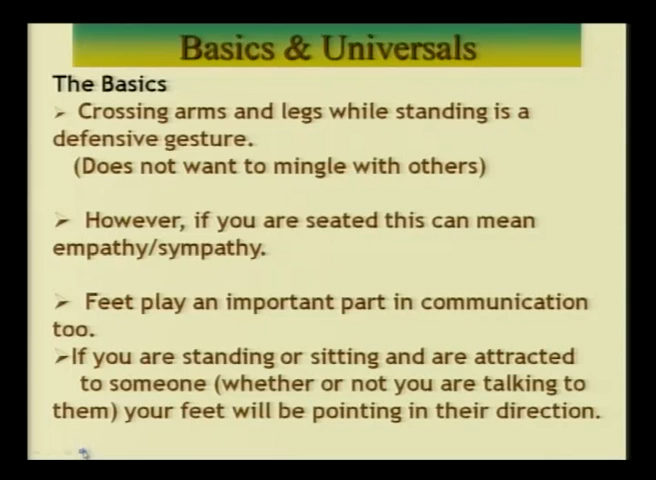 Basics & Universals
The Basics
➢ Crossing arms and legs while standing is a
defensive gesture.
(Does not want to mingle with others)
➢ However, if you are seated this can mean
empathy/sympathy.
➢ Feet play an important part in communication
too.
➢If you are standing or sitting and are attracted
to someone (whether or not you are talking to
them) your feet will be pointing in their direction.